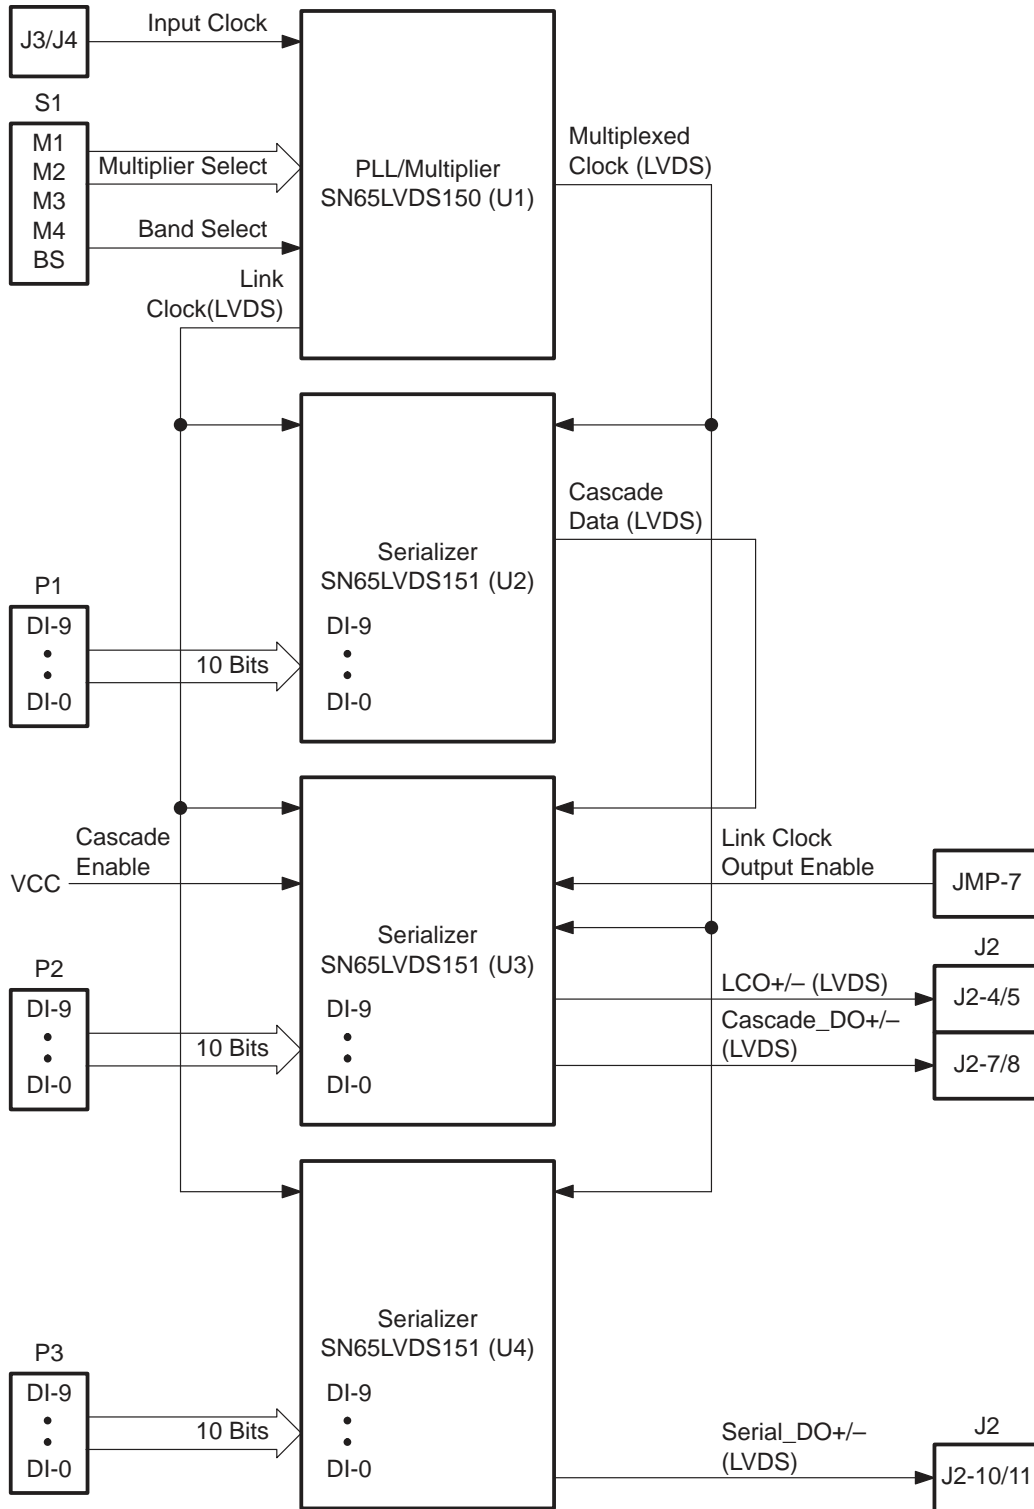 J3/J4
Input Clock
S1
M1
M2
M3
M4
BS
Multiplier Select
Band Select
PLL/Multiplier
SN65LVDS150 (U1)
Multiplexed
Clock (LVDS)
Link
Clock(LVDS)
Cascade
Data (LVDS)
Serializer
SN65LVDS151 (U2)
P1
DI-9
DI-0
10 Bits
DI-9
DI-0
Cascade
Enable
VCC
Link Clock
Output Enable
JMP-7
Serializer
SN65LVDS151 (U3)
J2
LCO+/– (LVDS)
J2-4/5
Cascade_DO+/–
(LVDS)
J2-7/8
P2
DI-9
DI-0
10 Bits
DI-9
DI-0
Serializer
SN65LVDS151 (U4)
P3
DI-9
DI-0
10 Bits
DI-9
DI-0
Serial_DO+/–
(LVDS)
J2
J2-10/11